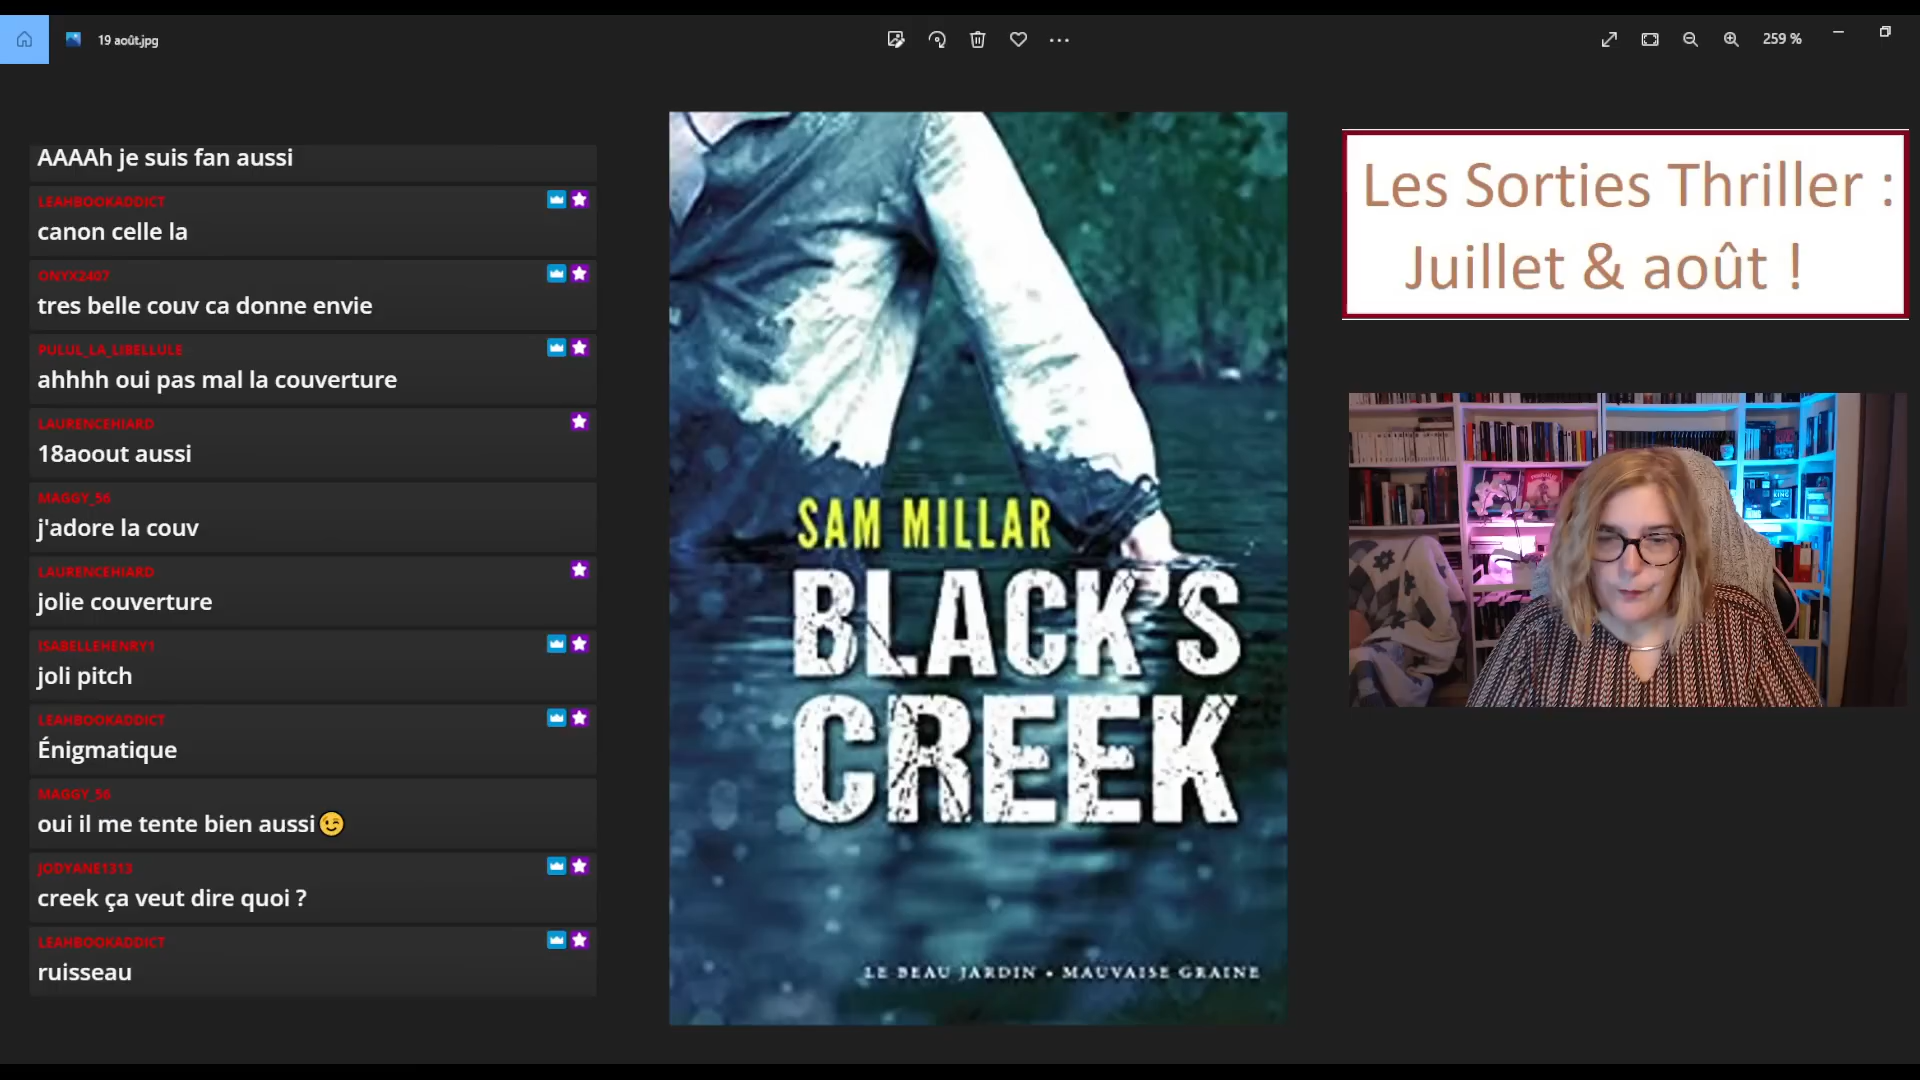 19 août.jpg
259 %
AAAAh je suis fan aussi
LEAHBOOKADDICT
canon celle la
ONYX2407
tres belle couv ca donne envie
PULUL_LA_LIBELLULE
ahhhh oui pas mal la couverture
LAURENCEHIARD
18aoout aussi
MAGGY_56
j'adore la couv
LAURENCEHIARD
jolie couverture
ISABELLEHENRY1
joli pitch
LEAHBOOKADDICT
Énigmatique
MAGGY_56
oui il me tente bien aussi😉
JODYANE1313
creek ça veut dire quoi ?
LEAHBOOKADDICT
ruisseau
SAM MILLAR
BLACK'S
CREEK
LE BEAU JARDIN • MAUVAISE GRAINE
Les Sorties Thriller :
Juillet & août !
KING